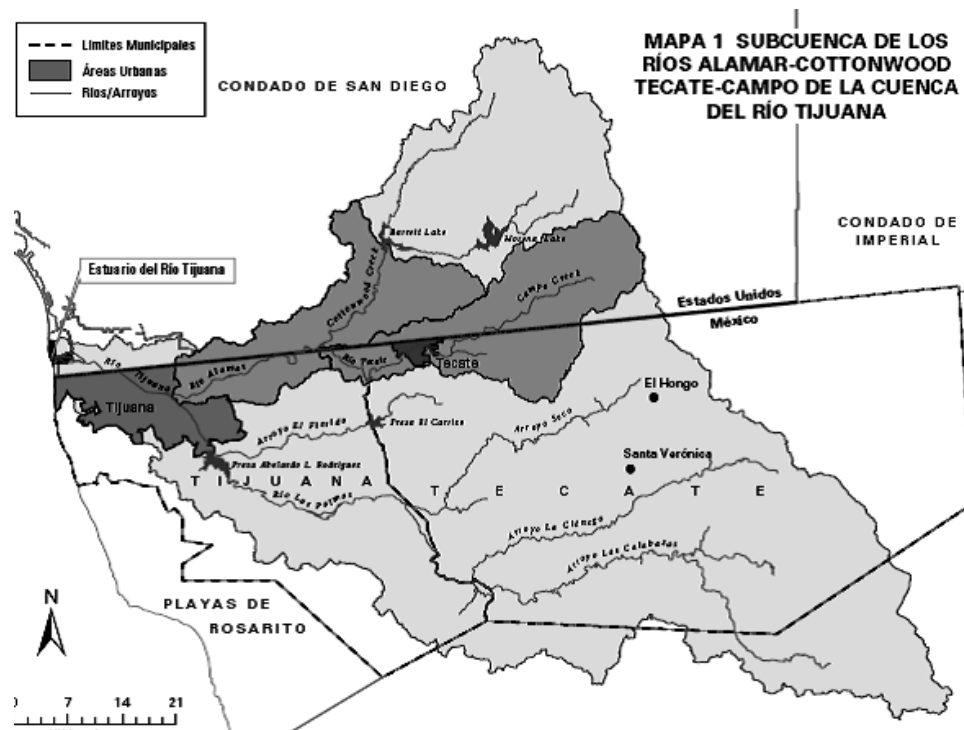 Límites Municipales
Áreas Urbanas
Ríos/Arroyos
CONDADO DE SAN DIEGO
MAPA 1 SUBCUENCA DE LOS
RÍOS ALAMAR-COTTONWOOD
TECATE-CAMPO DE LA CUENCA
DEL RÍO TIJUANA
CONDADO DE
IMPERIAL
Barrett Lake
Morena Lake
Estuario del Río Tijuana
Cottonwood Creek
Campo Creek
Estados Unidos
México
Río Tijuana
Río Alamar
Río Tecate
Tecate
Tijuana
El Hongo
Arroyo El Florido
Presa El Carrizo
Arroyo Seco
Santa Verónica
Presa Abelardo L. Rodríguez
TIJUANA
TECATE
Río Las Palmas
Arroyo La Ciénega
Arroyo Las Calabazas
N
PLAYAS DE
ROSARITO
0 7 14 21